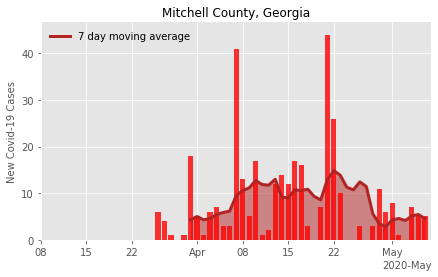 Mitchell County, Georgia
7 day moving average
New Covid-19 Cases
40
30
20
10
0
08 15 22 Apr 08 15 22 May
2020-May